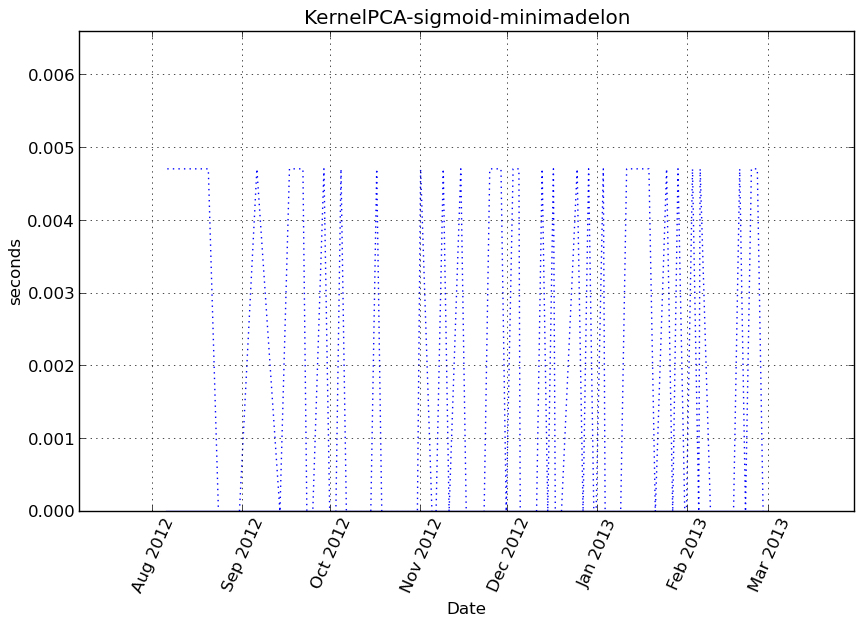 KernelPCA-sigmoid-minimadelon
0.006
0.005
0.004
0.003
0.002
0.001
0.000
seconds
Aug 2012
Sep 2012
Oct 2012
Nov 2012
Dec 2012
Jan 2013
Feb 2013
Mar 2013
Date